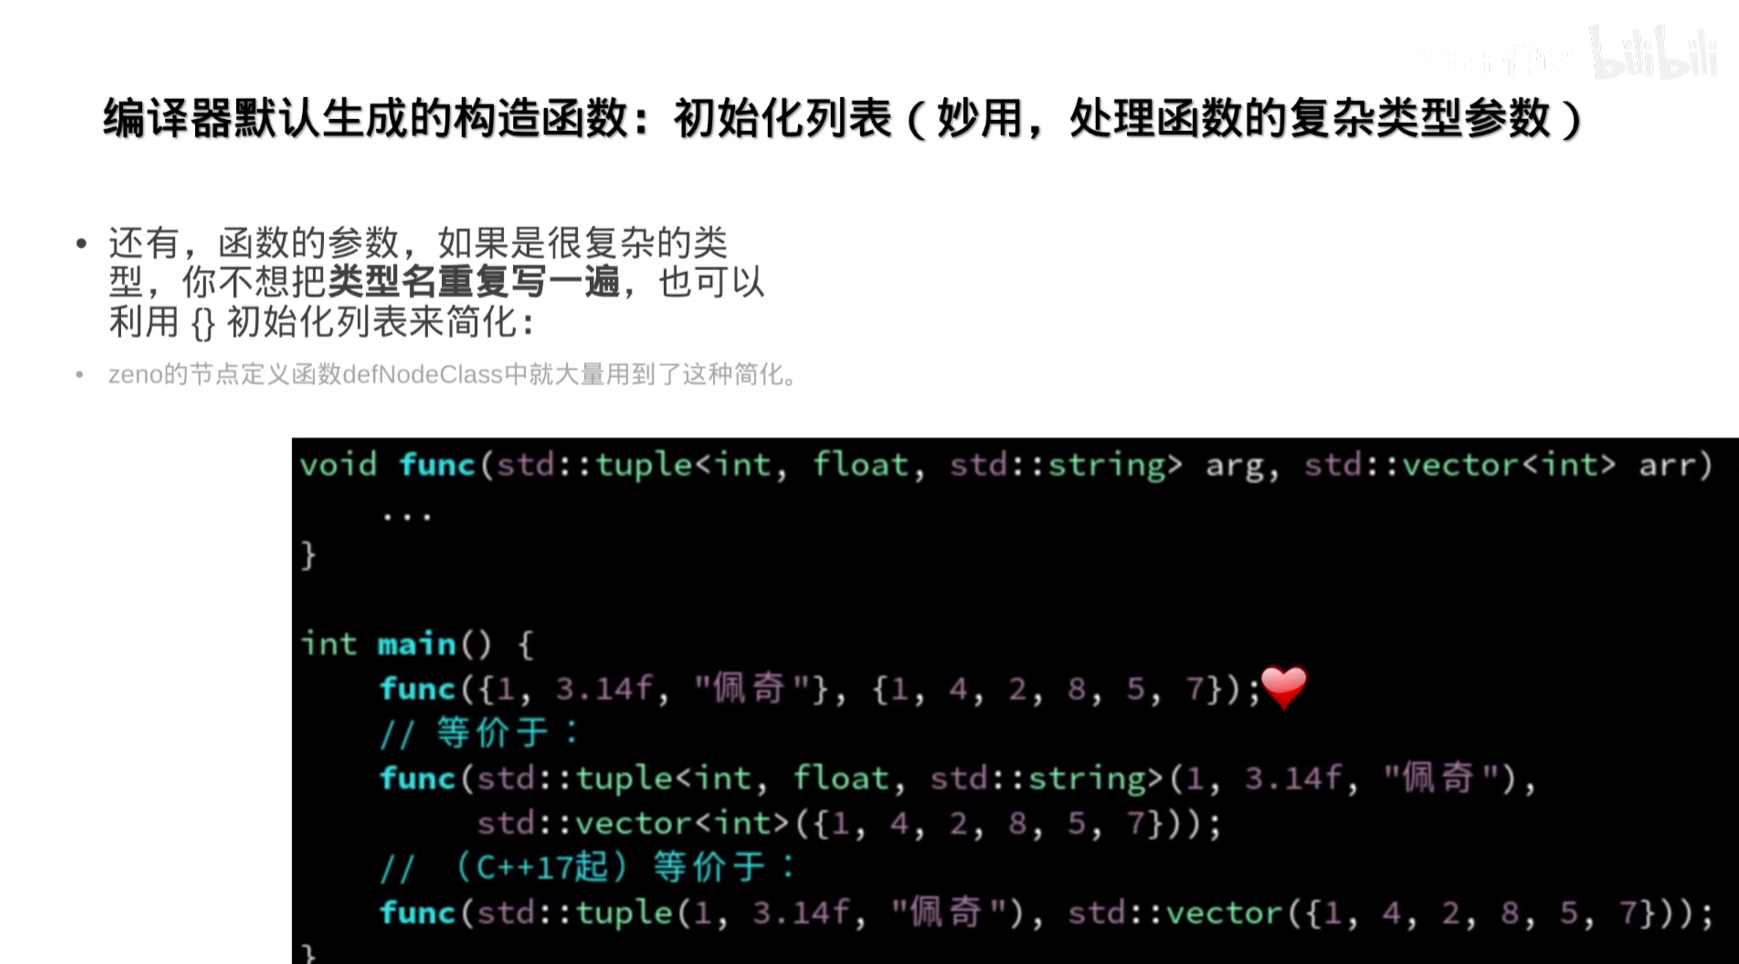 bilibili
编译器默认生成的构造函数：初始化列表（妙用，处理函数的复杂类型参数）
• 还有，函数的参数，如果是很复杂的类
型，你不想把类型名重复写一遍，也可以
利用 {} 初始化列表来简化：
• zeno的节点定义函数defNodeClass中就大量用到了这种简化。
void func(std::tuple<int, float, std::string> arg, std::vector<int> arr)
...
}
int main() {
func({1, 3.14f, "佩奇"}, {1, 4, 2, 8, 5, 7});
// 等价于：
func(std::tuple<int, float, std::string>(1, 3.14f, "佩奇"),
std::vector<int>({1, 4, 2, 8, 5, 7}));
// （C++17起）等价于：
func(std::tuple(1, 3.14f, "佩奇"), std::vector({1, 4, 2, 8, 5, 7}));
}